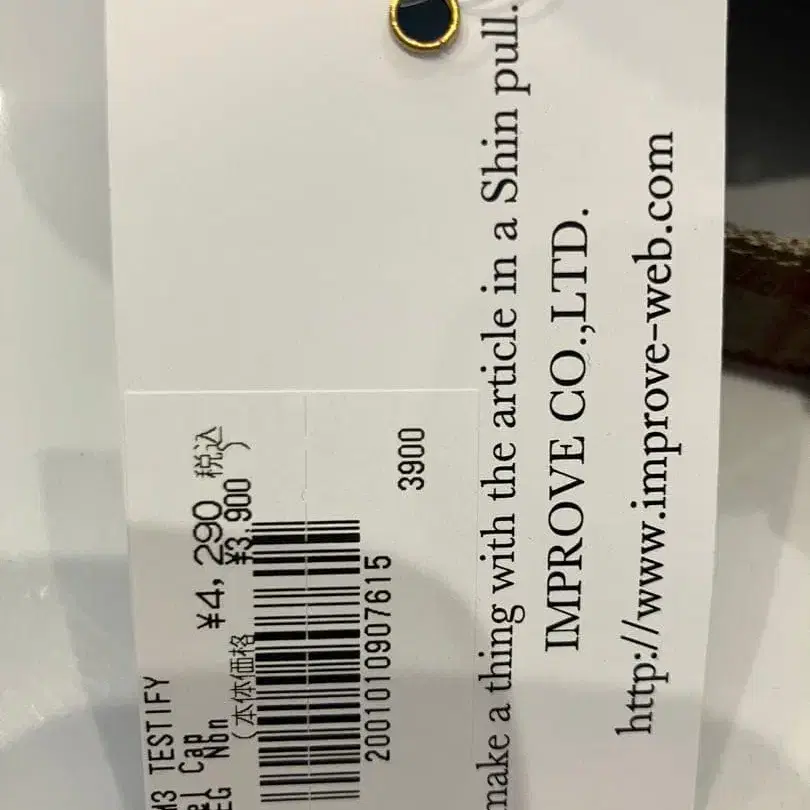 make a thing with the article in a Shin pull.
IMPROVE CO.,LTD.
http://www.improve-web.com
TESTIFY
Cap
¥4,290 税込
(本体価格 ¥3,900 )
2001010907615
3900